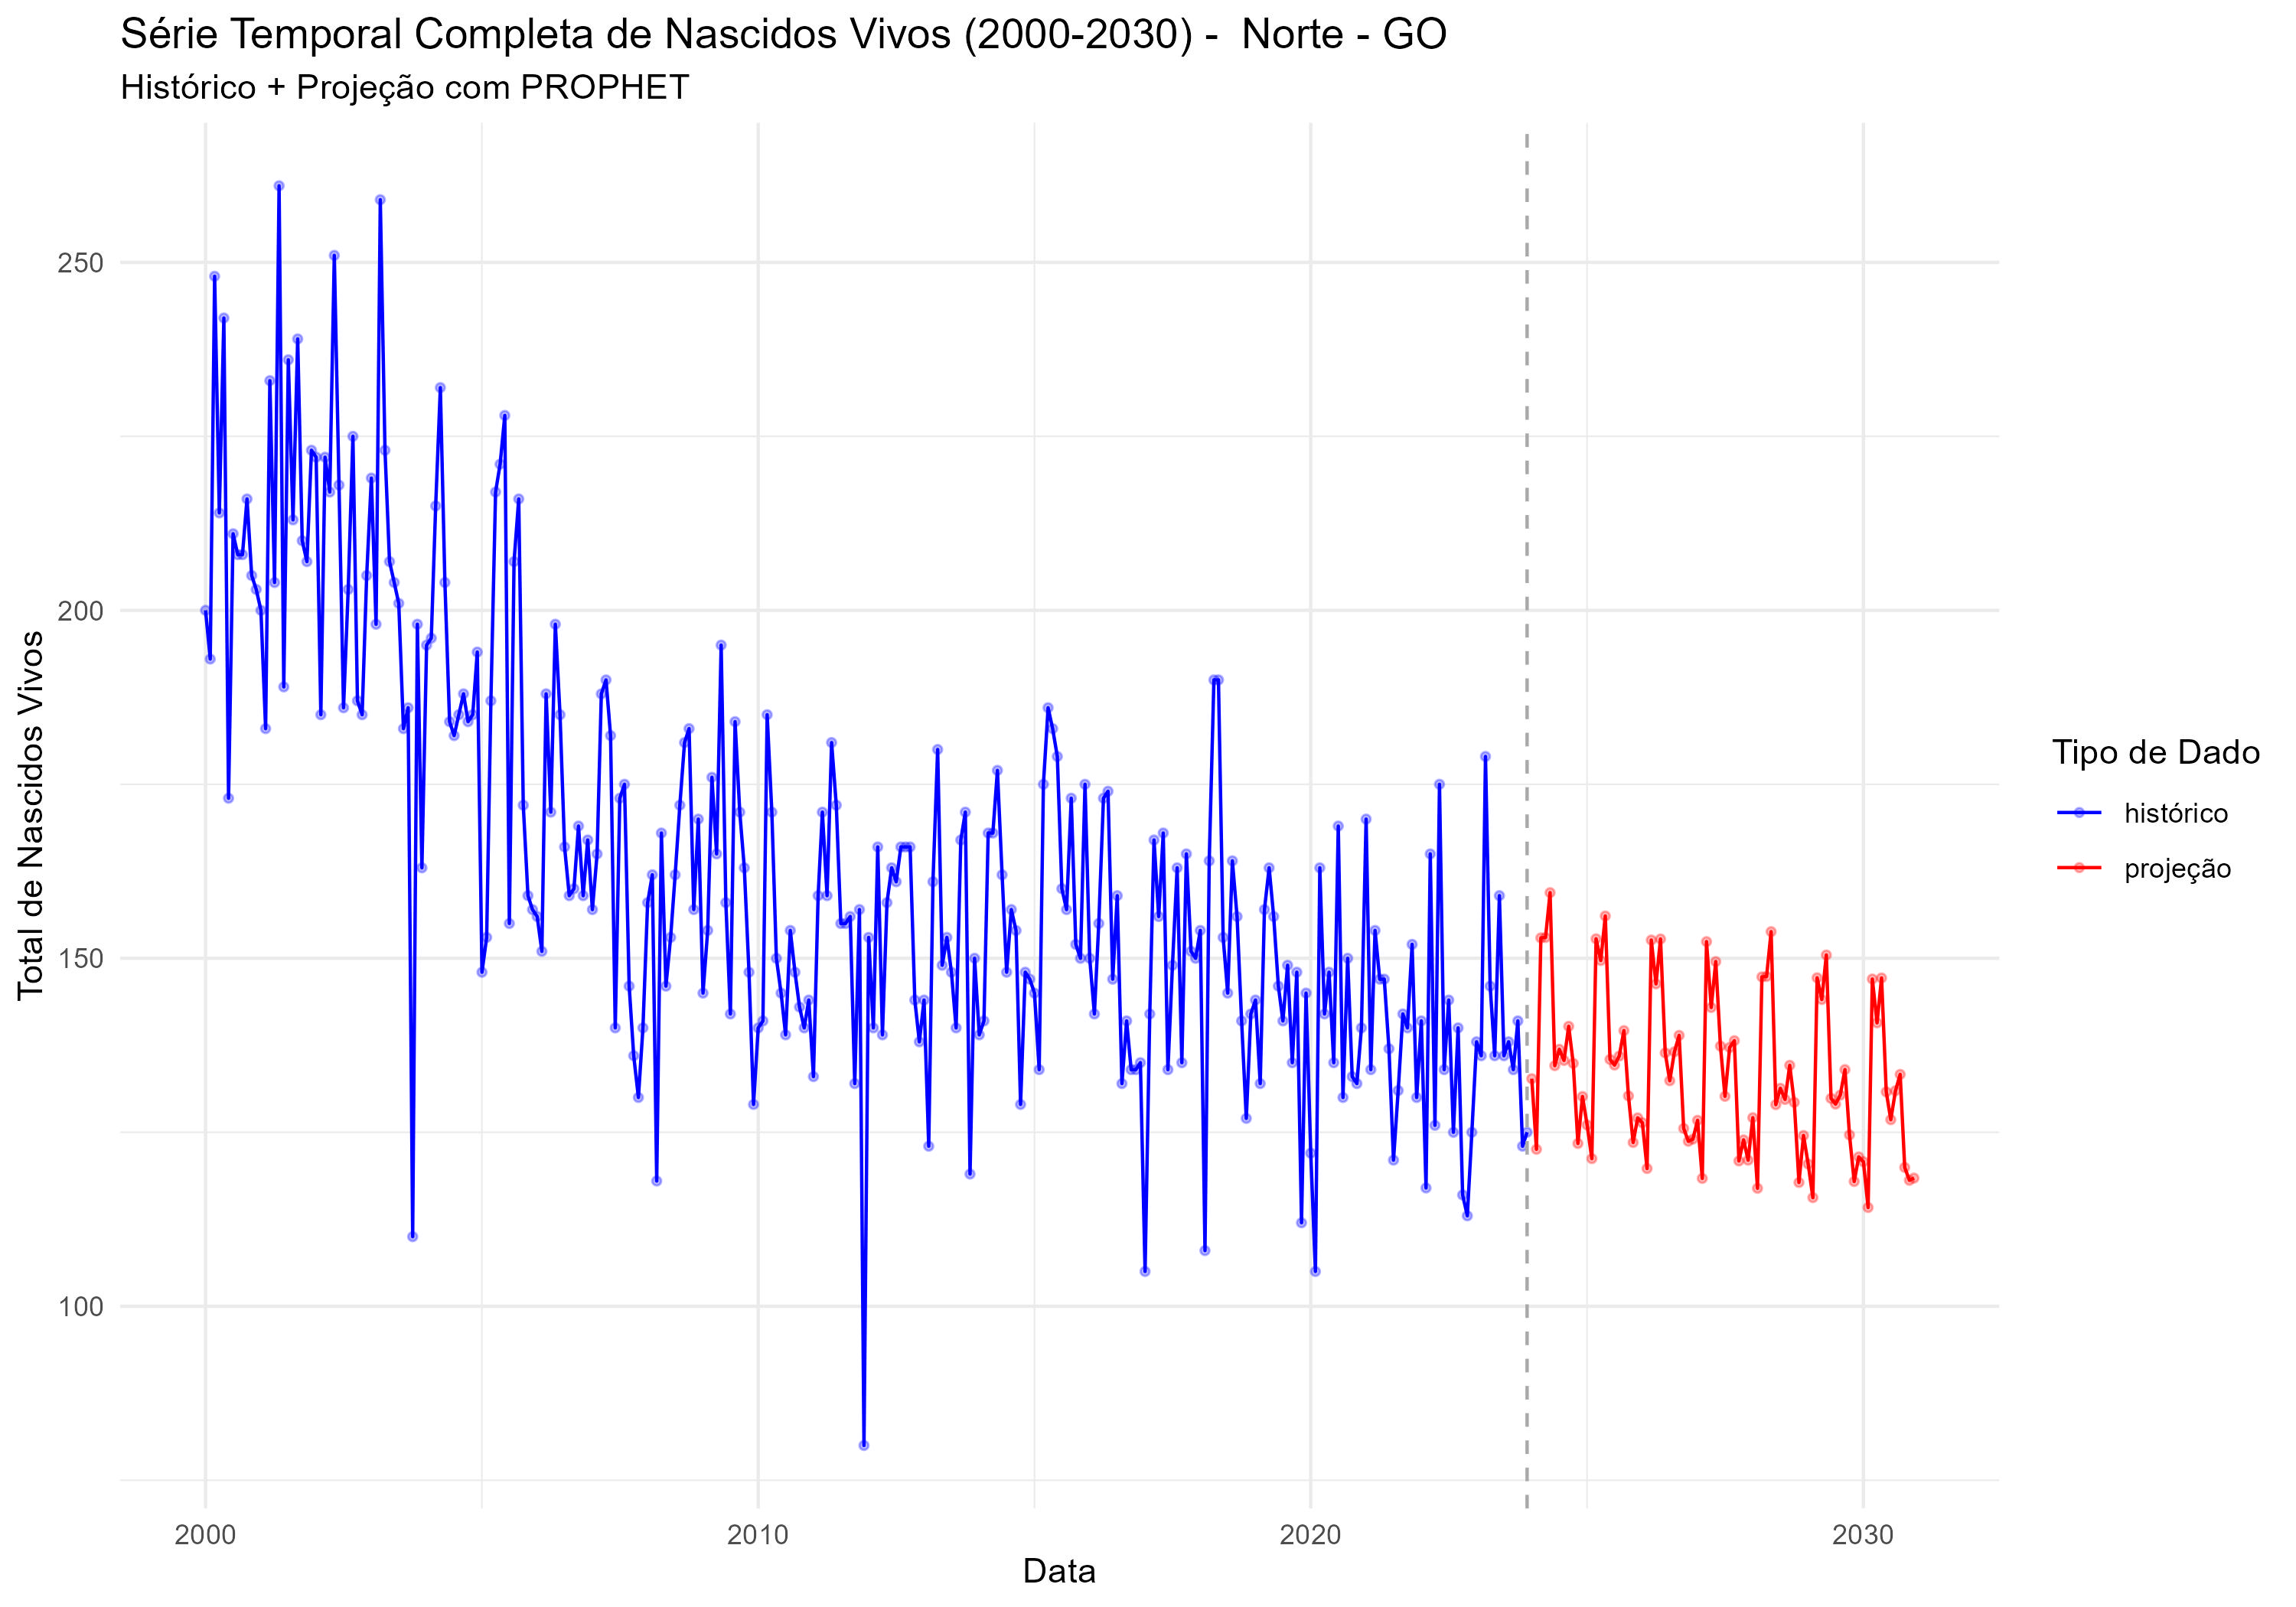 Série Temporal Completa de Nascidos Vivos (2000-2030) -  Norte - GO
Histórico + Projeção com PROPHET
Total de Nascidos Vivos
250
200
150
100
2000
2010
2020
2030
Data
Tipo de Dado
histórico
projeção